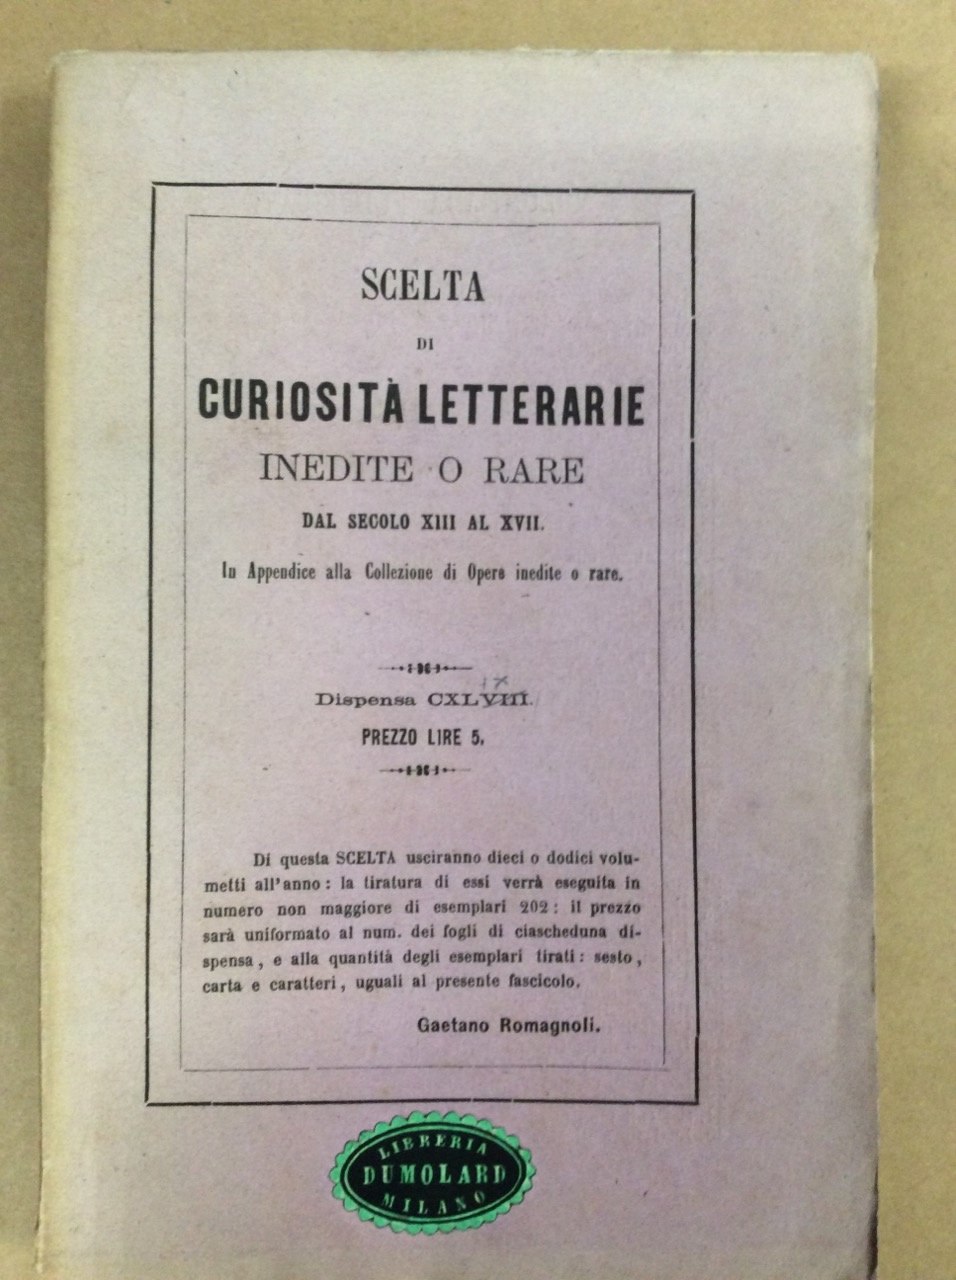 SCELTA
DI
CURIOSITÀ LETTERARIE
INEDITE O RARE
DAL SECOLO XIII AL XVII.
In Appendice alla Collezione di Opere inedite o rare.
IX
Dispensa CXLVIII.
PREZZO LIRE 5.
Di questa SCELTA usciranno dieci o dodici volu-
metti all'anno: la tiratura di essi verrà eseguita in
numero non maggiore di esemplari 202: il prezzo
sarà uniformato al num. dei fogli di ciascheduna di-
spensa, e alla quantità degli esemplari tirati: sesto,
carta e caratteri, uguali al presente fascicolo.
Gaetano Romagnoli.
LIBRERIA
DUMOLARD
MILANO